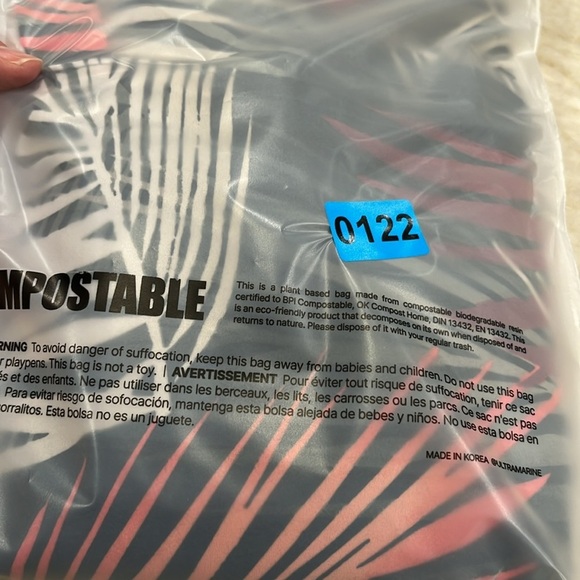 0122
MPOSTABLE
This is a plant based bag made from compostable biodegradable resin
certified to BPI Compostable, OK Compost Home, DIN 13432, EN 13432. This
is an eco-friendly product that decomposes on its own when disposed of and
returns to nature. Please dispose of it with your regular trash.
RNING To avoid danger of suffocation, keep this bag away from babies and children. Do not use this bag
r playpens. This bag is not a toy. | AVERTISSEMENT Pour éviter tout risque de suffocation, tenir ce sac
és et des enfants. Ne pas utiliser dans les berceaux, les lits, les carrosses ou les parcs. Ce sac n'est pas
Para evitar riesgo de sofocación, mantenga esta bolsa alejada de bebes y niños. No use esta bolsa en
orralitos. Esta bolsa no es un juguete.
MADE IN KOREA @ULTRAMARINE